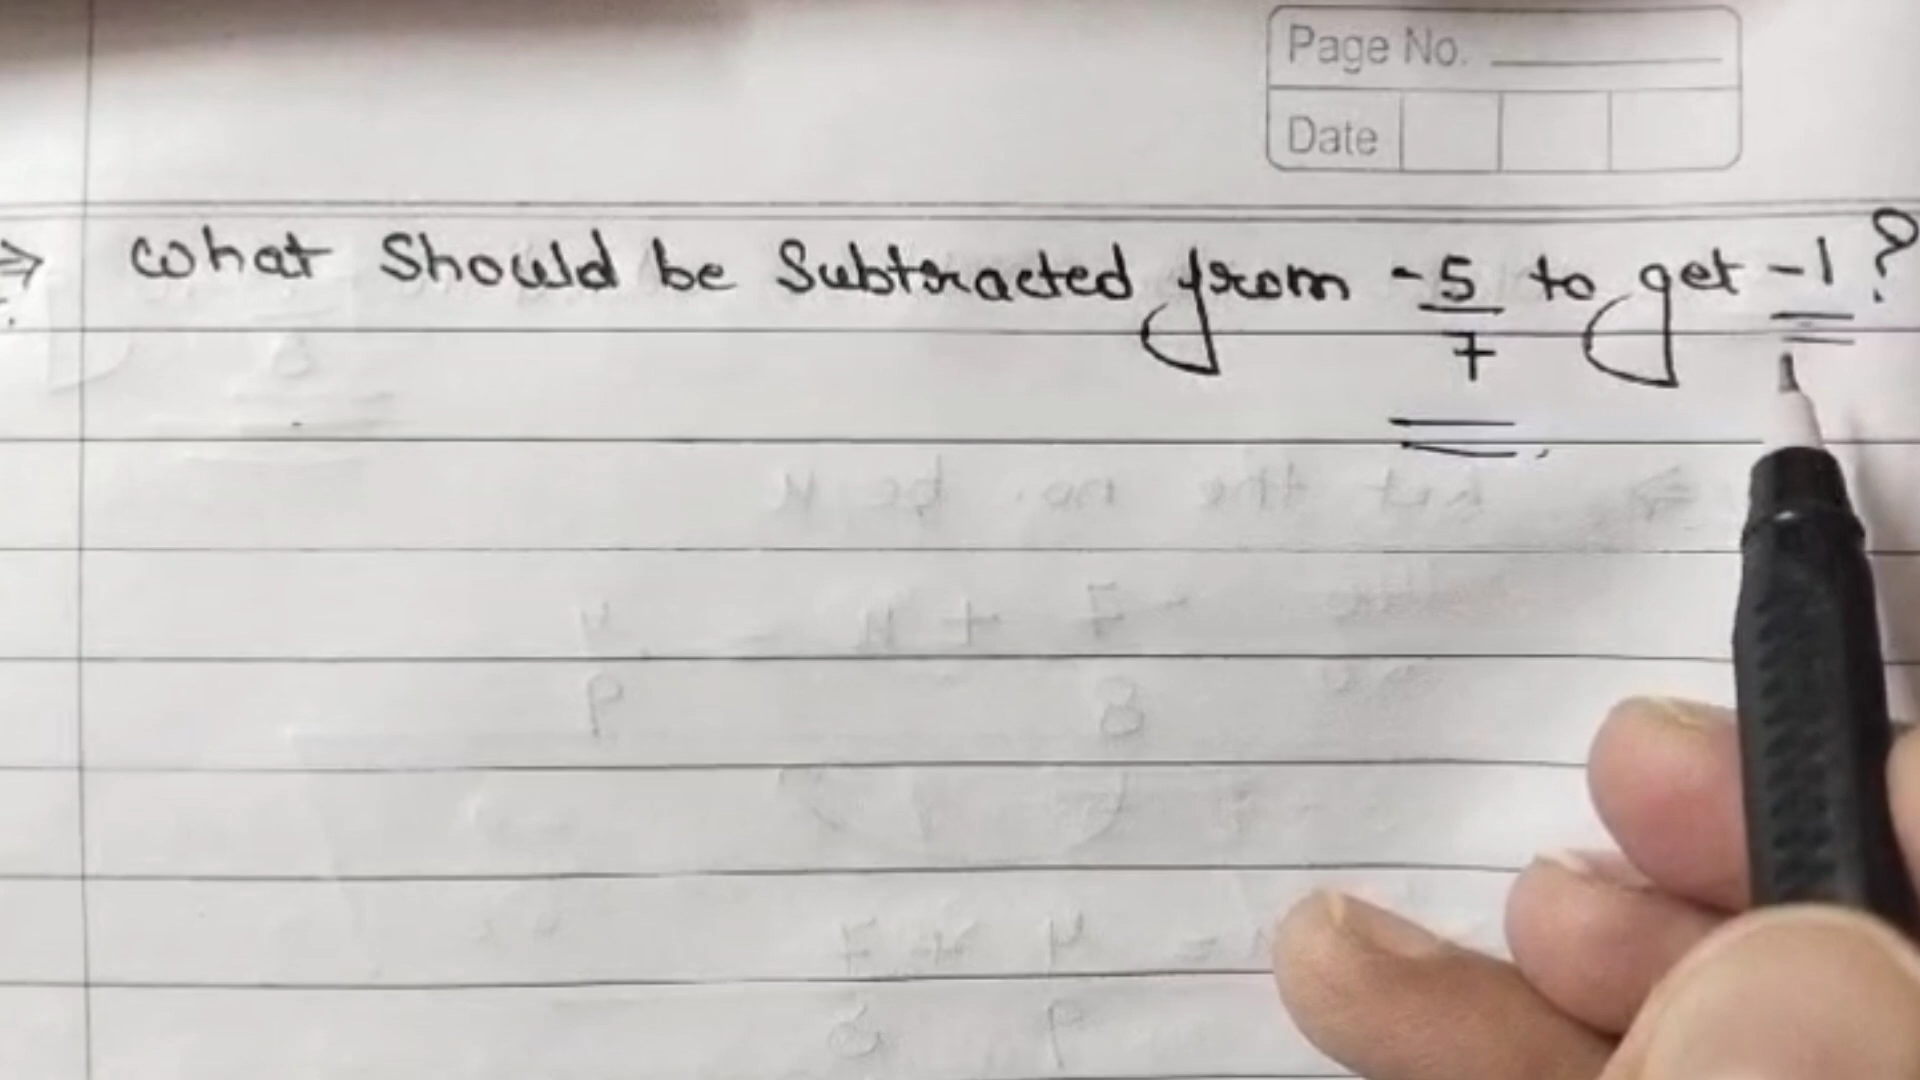 Page No.
Date
⇒ What Should be Subtracted from -5/7 to get -1 ?